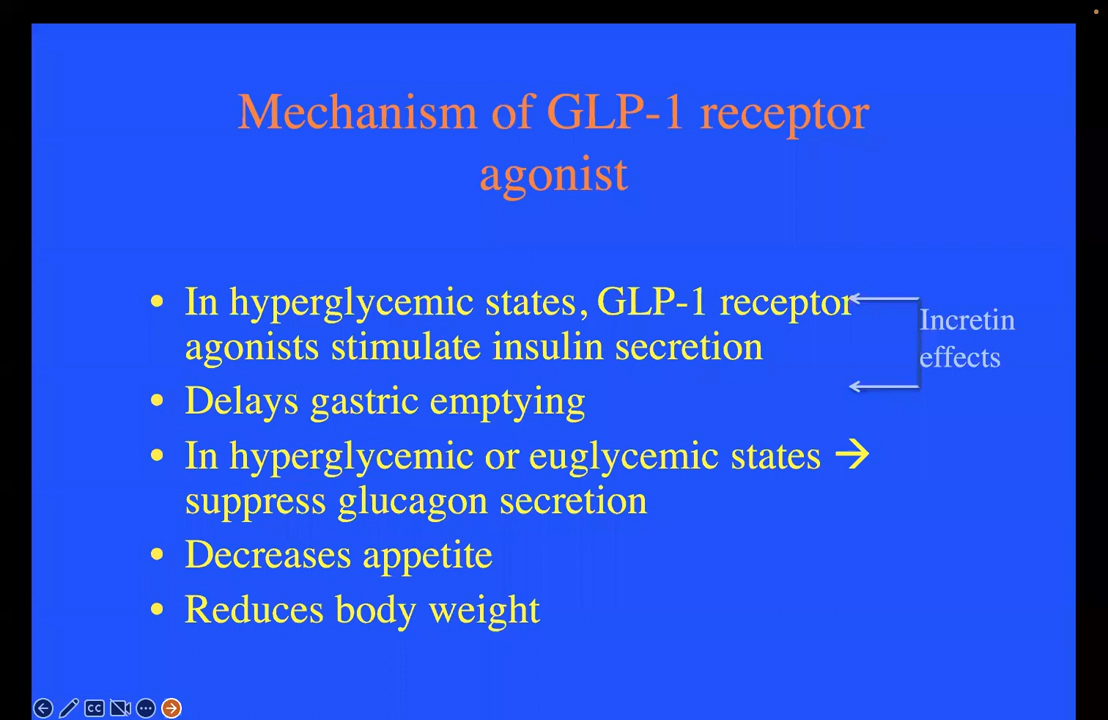 Mechanism of GLP-1 receptor
agonist
• In hyperglycemic states, GLP-1 receptor
agonists stimulate insulin secretion
• Delays gastric emptying
• In hyperglycemic or euglycemic states →
suppress glucagon secretion
• Decreases appetite
• Reduces body weight
Incretin
effects
CC